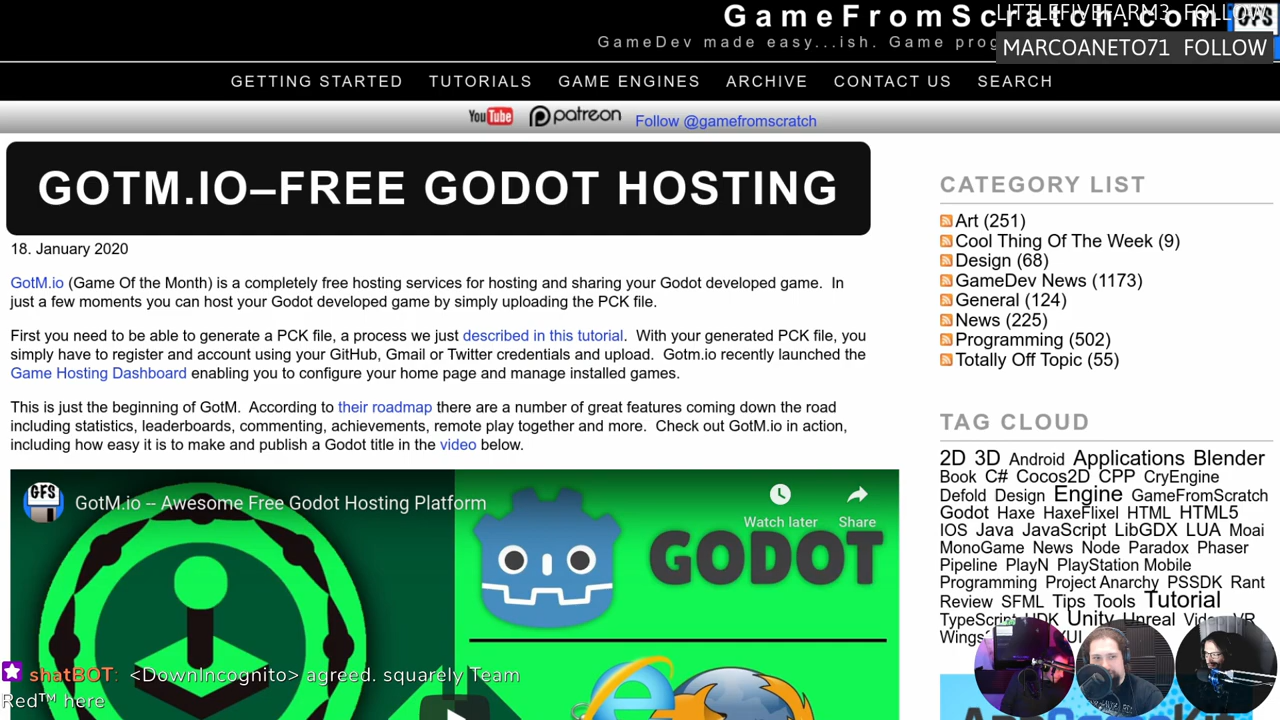 GameFromScratch.com
LITTLEFIVEFARM3 FOLLOW
GFS
GameDev made easy...ish. Game
MARCOANETO71 FOLLOW
GETTING STARTED TUTORIALS GAME ENGINES ARCHIVE CONTACT US SEARCH
YouTube patreon Follow @gamefromscratch
GOTM.IO–FREE GODOT HOSTING
18. January 2020
GotM.io (Game Of the Month) is a completely free hosting services for hosting and sharing your Godot developed game. In
just a few moments you can host your Godot developed game by simply uploading the PCK file.
First you need to be able to generate a PCK file, a process we just described in this tutorial. With your generated PCK file, you
simply have to register and account using your GitHub, Gmail or Twitter credentials and upload. Gotm.io recently launched the
Game Hosting Dashboard enabling you to configure your home page and manage installed games.
This is just the beginning of GotM. According to their roadmap there are a number of great features coming down the road
including statistics, leaderboards, commenting, achievements, remote play together and more. Check out GotM.io in action,
including how easy it is to make and publish a Godot title in the video below.
GFS
GotM.io -- Awesome Free Godot Hosting Platform
Watch later Share
GODOT
shatBOT: <DownIncognito> agreed. squarely Team
Red™ here
CATEGORY LIST
Art (251)
Cool Thing Of The Week (9)
Design (68)
GameDev News (1173)
General (124)
News (225)
Programming (502)
Totally Off Topic (55)
TAG CLOUD
2D 3D Android Applications Blender
Book C# Cocos2D CPP CryEngine
Defold Design Engine GameFromScratch
Godot Haxe HaxeFlixel HTML HTML5
IOS Java JavaScript LibGDX LUA Moai
MonoGame News Node Paradox Phaser
Pipeline PlayN PlayStation Mobile
Programming Project Anarchy PSSDK Rant
Review SFML Tips Tools Tutorial
TypeScript Unity Unreal VR